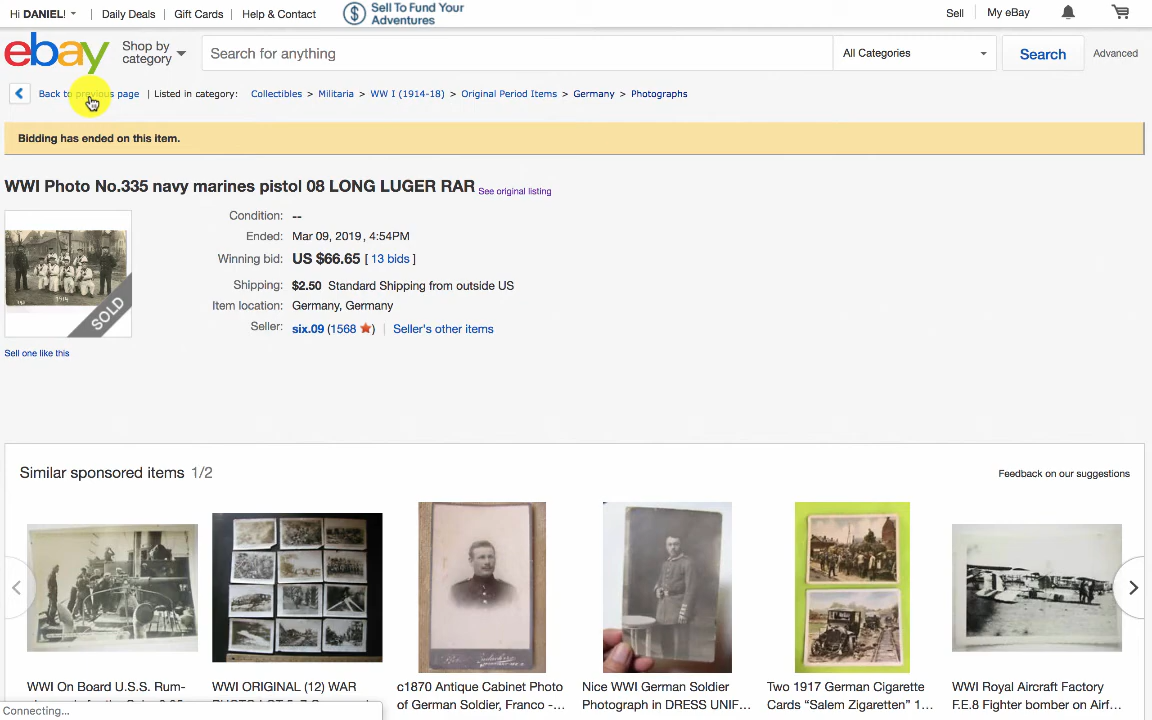 Hi DANIEL! Daily Deals Gift Cards Help & Contact Sell To Fund Your Adventures Sell My eBay
ebay Shop by category Search for anything All Categories Search Advanced
Back to previous page | Listed in category: Collectibles > Militaria > WW I (1914-18) > Original Period Items > Germany > Photographs
Bidding has ended on this item.
WWI Photo No.335 navy marines pistol 08 LONG LUGER RAR See original listing
Condition: --
Ended: Mar 09, 2019 , 4:54PM
Winning bid: US $66.65 [ 13 bids ]
Shipping: $2.50 Standard Shipping from outside US
Item location: Germany, Germany
Seller: six.09 (1568 ) | Seller's other items
1914
SOLD
Sell one like this
Similar sponsored items 1/2
Feedback on our suggestions
WWI On Board U.S.S. Rum-
WWI ORIGINAL (12) WAR
c1870 Antique Cabinet Photo
of German Soldier, Franco -...
Nice WWI German Soldier
Photograph in DRESS UNIF...
Two 1917 German Cigarette
Cards "Salem Zigaretten" 1...
WWI Royal Aircraft Factory
F.E.8 Fighter bomber on Airf...
Connecting...